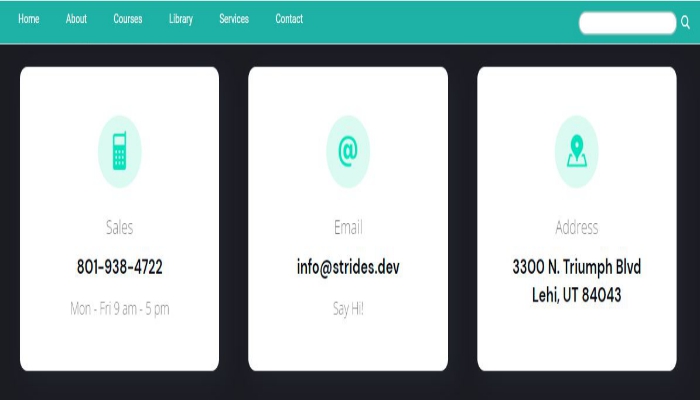 Home About Courses Library Services Contact
Sales
801-938-4722
Mon - Fri 9 am - 5 pm
Email
info@strides.dev
Say Hi!
Address
3300 N. Triumph Blvd
Lehi, UT 84043